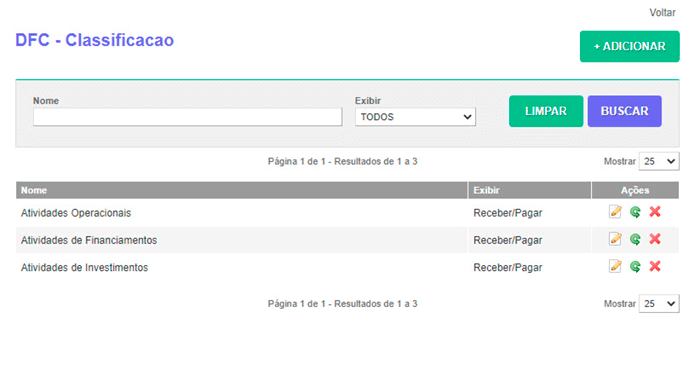 Voltar
DFC - Classificacao
+ ADICIONAR
Nome
Exibir
TODOS
LIMPAR
BUSCAR
Página 1 de 1 - Resultados de 1 a 3
Mostrar 25
Nome Exibir Ações
Atividades Operacionais Receber/Pagar
Atividades de Financiamentos Receber/Pagar
Atividades de Investimentos Receber/Pagar
Página 1 de 1 - Resultados de 1 a 3
Mostrar 25